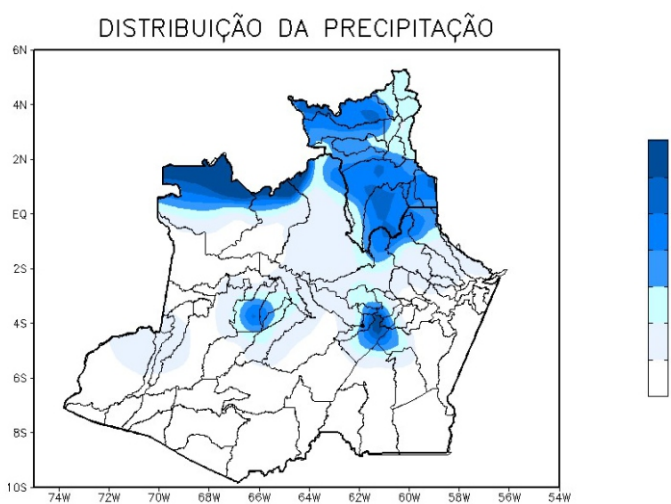 DISTRIBUIÇÃO DA PRECIPITAÇÃO
6N
4N
2N
EQ
2S
4S
6S
8S
10S
74W 72W 70W 68W 66W 64W 62W 60W 58W 56W 54W